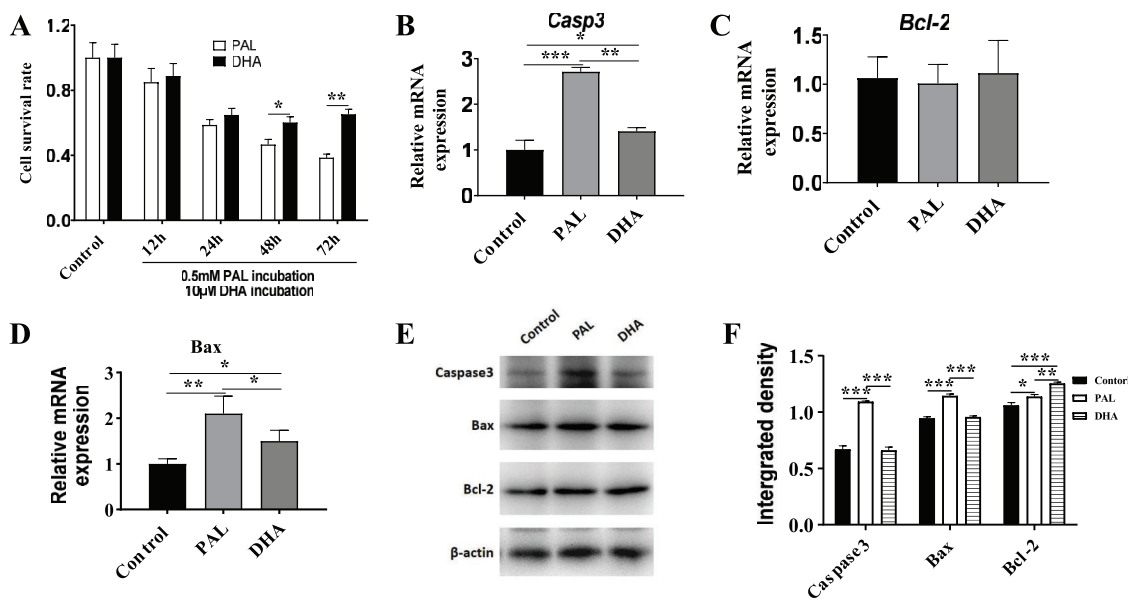 A
1.2
0.8
0.4
0.0
Cell survival rate
PAL
DHA
*
**
Control
12h
24h
48h
72h
0.5mM PAL incubation
10μM DHA incubation
B
Casp3
*
***
**
3
2
1
0
Relative mRNA
expression
Control
PAL
DHA
C
Bcl-2
1.5
1.0
0.5
0.0
Relative mRNA
expression
Control
PAL
DHA
D
Bax
*
**
*
3
2
1
0
Relative mRNA
expression
Control
PAL
DHA
E
Control
PAL
DHA
Caspase3
Bax
Bcl-2
β-actin
F
1.5
1.0
0.5
0.0
Intergrated density
***
***
***
***
***
*
**
Contorl
PAL
DHA
Caspase3
Bax
Bcl-2